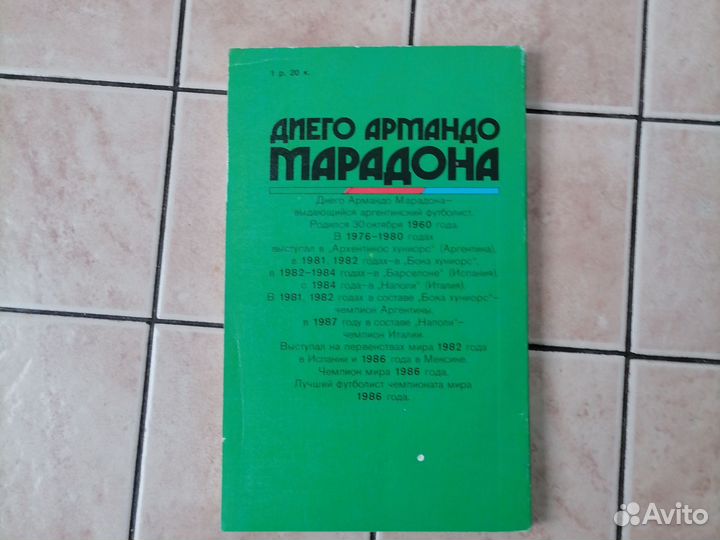 1 р. 20 к.
ДИЕГО АРМАНДО
МАРАДОНА
Диего Армандо Марадона–
выдающийся аргентинский футболист.
Родился 30 октября 1960 года.
В 1976–1980 годах
выступал в „Архентинос хуниорс" (Аргентина),
в 1981, 1982 годах–в „Бока хуниорс",
в 1982–1984 годах–в „Барселоне" (Испания),
с 1984 года–в „Наполи" (Италия).
В 1981, 1982 годах в составе „Бока хуниорс"–
чемпион Аргентины,
в 1987 году в составе „Наполи"–
чемпион Италии.
Выступал на первенствах мира 1982 года
в Испании и 1986 года в Мексике.
Чемпион мира 1986 года.
Лучший футболист чемпионата мира
1986 года.
Avito